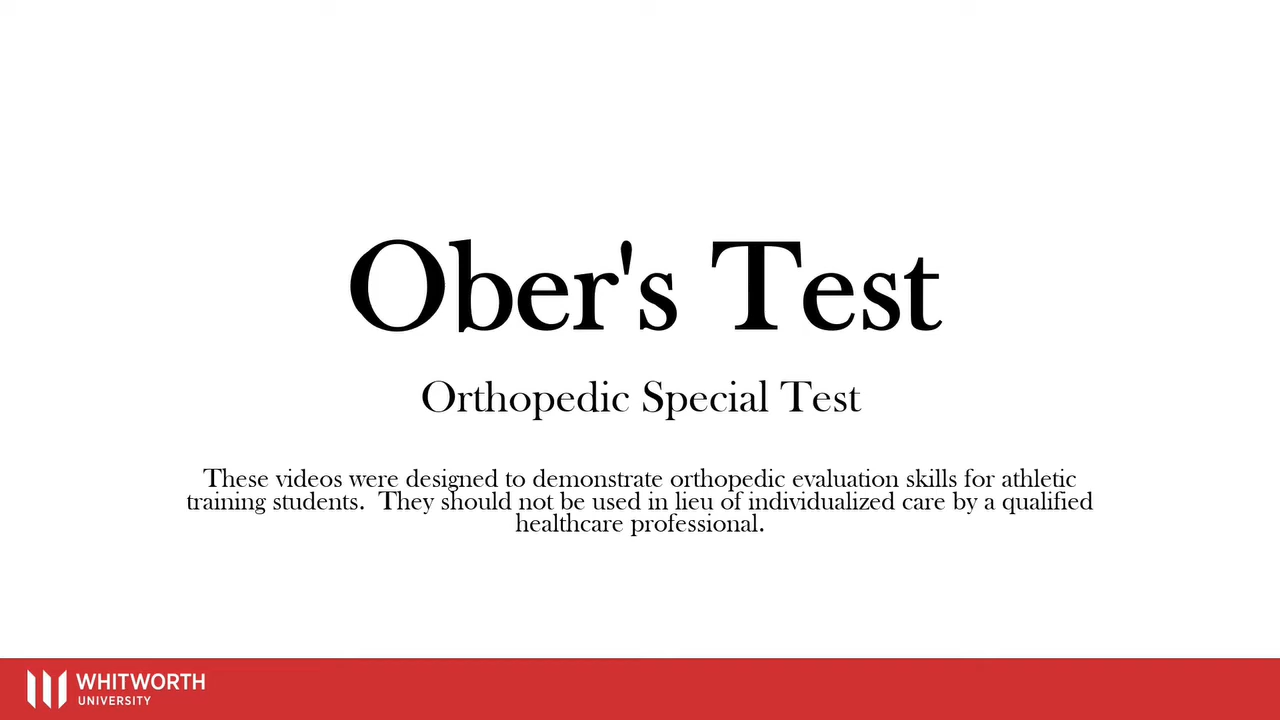 Ober's Test
Orthopedic Special Test
These videos were designed to demonstrate orthopedic evaluation skills for athletic
training students.  They should not be used in lieu of individualized care by a qualified
healthcare professional.
WHITWORTH
UNIVERSITY